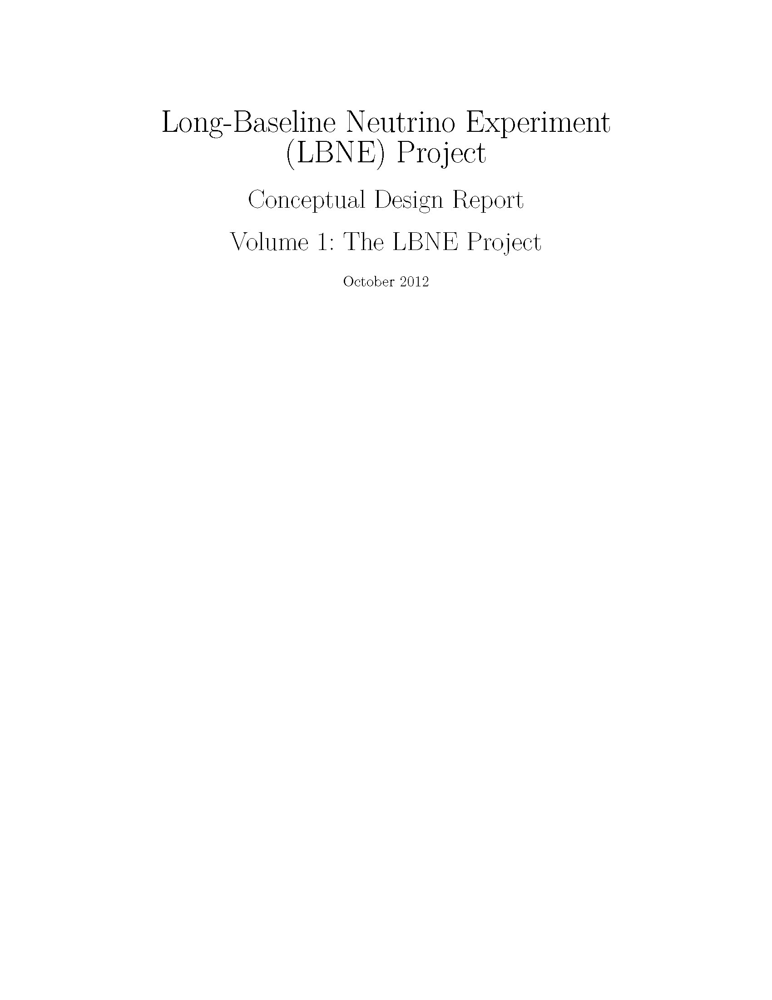 Long-Baseline Neutrino Experiment
(LBNE) Project
Conceptual Design Report
Volume 1: The LBNE Project
October 2012